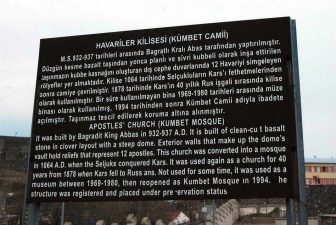 HAVARİLER KİLİSESİ (KÜMBET CAMİİ)
M.S.932-937 tarihleri arasında Bagratlı Kralı Abas tarafından yaptırılmıştır.
Düzgün kesme bazalt taşından yonca planlı ve sivri kubbeli olarak inşa ettirilen
taşınmazın kubbe kasnağını oluşturan dış cephe duvarlarında 12 Havariyi simgeleyen
rölyefler yer almaktadır. Kilise 1064 tarihinde Selçukluların Kars'ı fethetmelerinden
sonra camiye çevrilmiştir. 1878 tarihinde Kars'ın 40 yıllık Rus işgali sırasında kilise
olarak kullanılmıştır. Bir süre kullanılmayan bina 1969-1980 tarihleri arasında müze
olarak kullanılmış, 1994 tarihinden sonra Kümbet Camii adıyla ibadete
açılmıştır. Taşınmaz tescil edilerek koruma altına alınmıştır.
APOSTLES' CHURCH (KUMBET MOSQUE)
It was built by Bagradit King Abbas in 932-937 A.D. It is built of clean-cut basalt
stone in clover layout with a steep dome. Exterior walls that make up the dome's
vault hold reliefs that represent 12 apostles. This church was converted into a mosque
in 1064 A.D. when the Seljuks conquered Kars. It was used again as a church for 40
years from 1878 when Kars fell to Russ ans. Not used for some time, it was used as a
museum between 1969-1980, then reopened as Kumbet Mosque in 1994. he
structure was registered and placed under pre ervation status